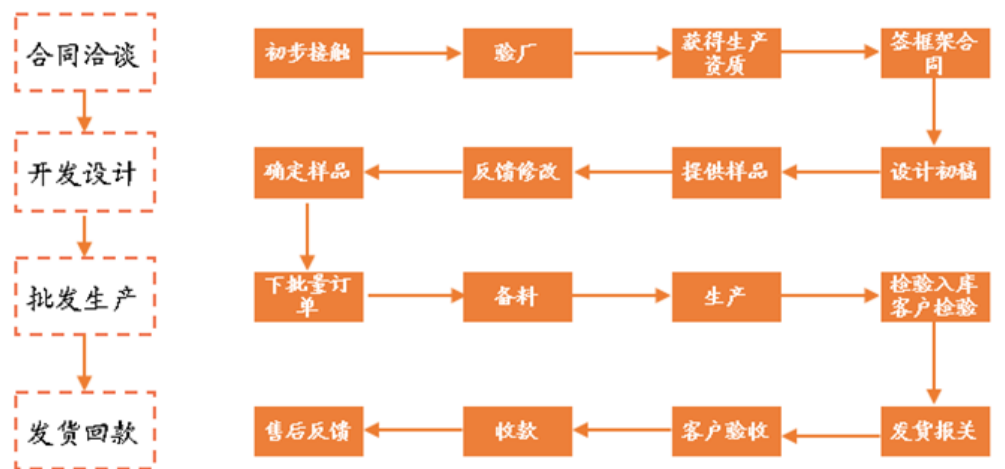 合同洽谈
初步接触
验厂
获得生产
资质
签框架合
同
开发设计
确定样品
反馈修改
提供样品
设计初稿
批发生产
下批量订
单
备料
生产
检验入库
客户检验
发货回款
售后反馈
收款
客户验收
发货报关